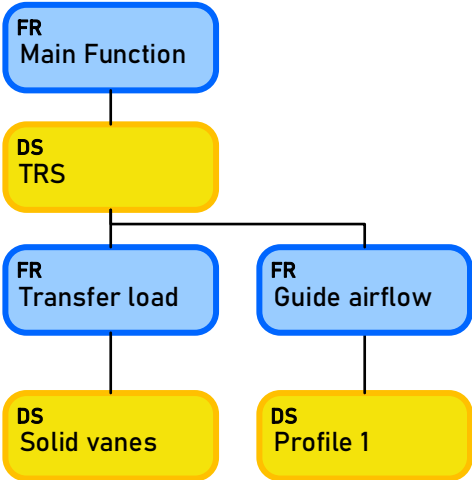 FR
Main Function
DS
TRS
FR
Transfer load
FR
Guide airflow
DS
Solid vanes
DS
Profile 1